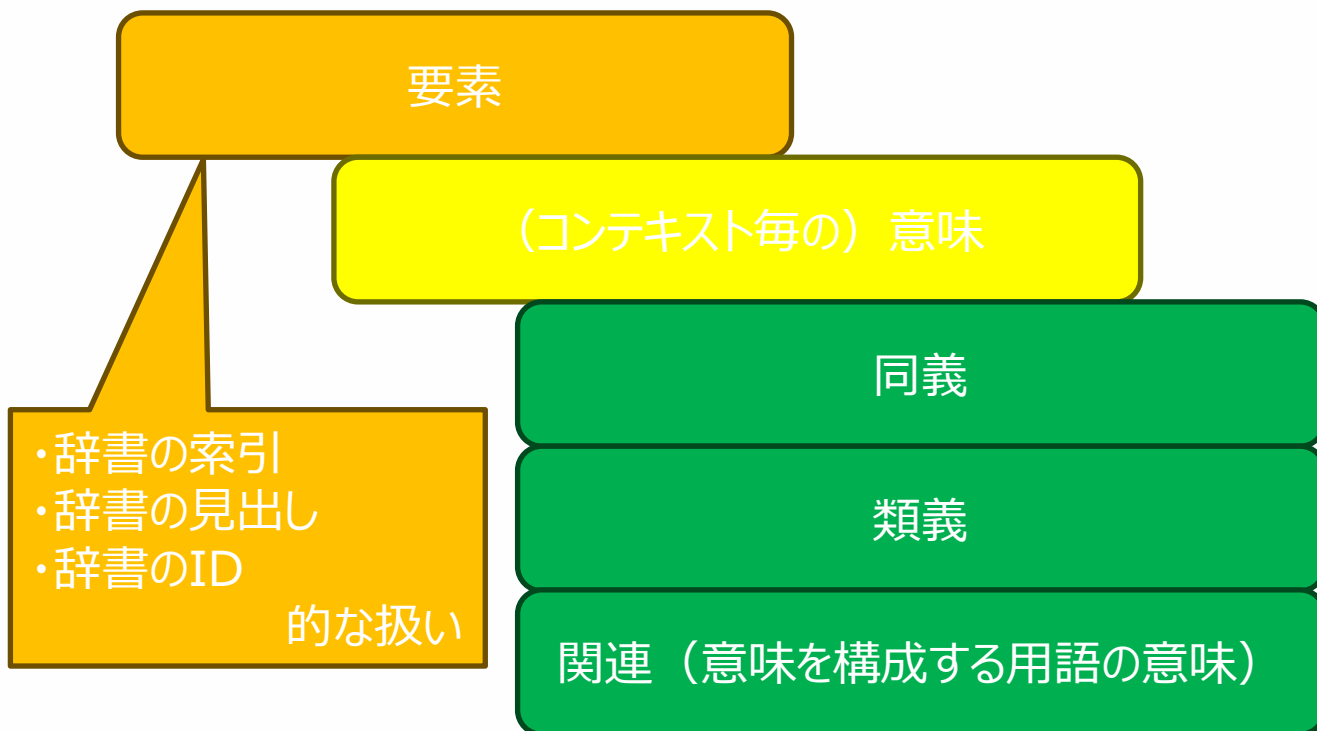 要素
（コンテキスト毎の）意味
同義
・辞書の索引
・辞書の見出し
・辞書のID
的な扱い
類義
関連（意味を構成する用語の意味）